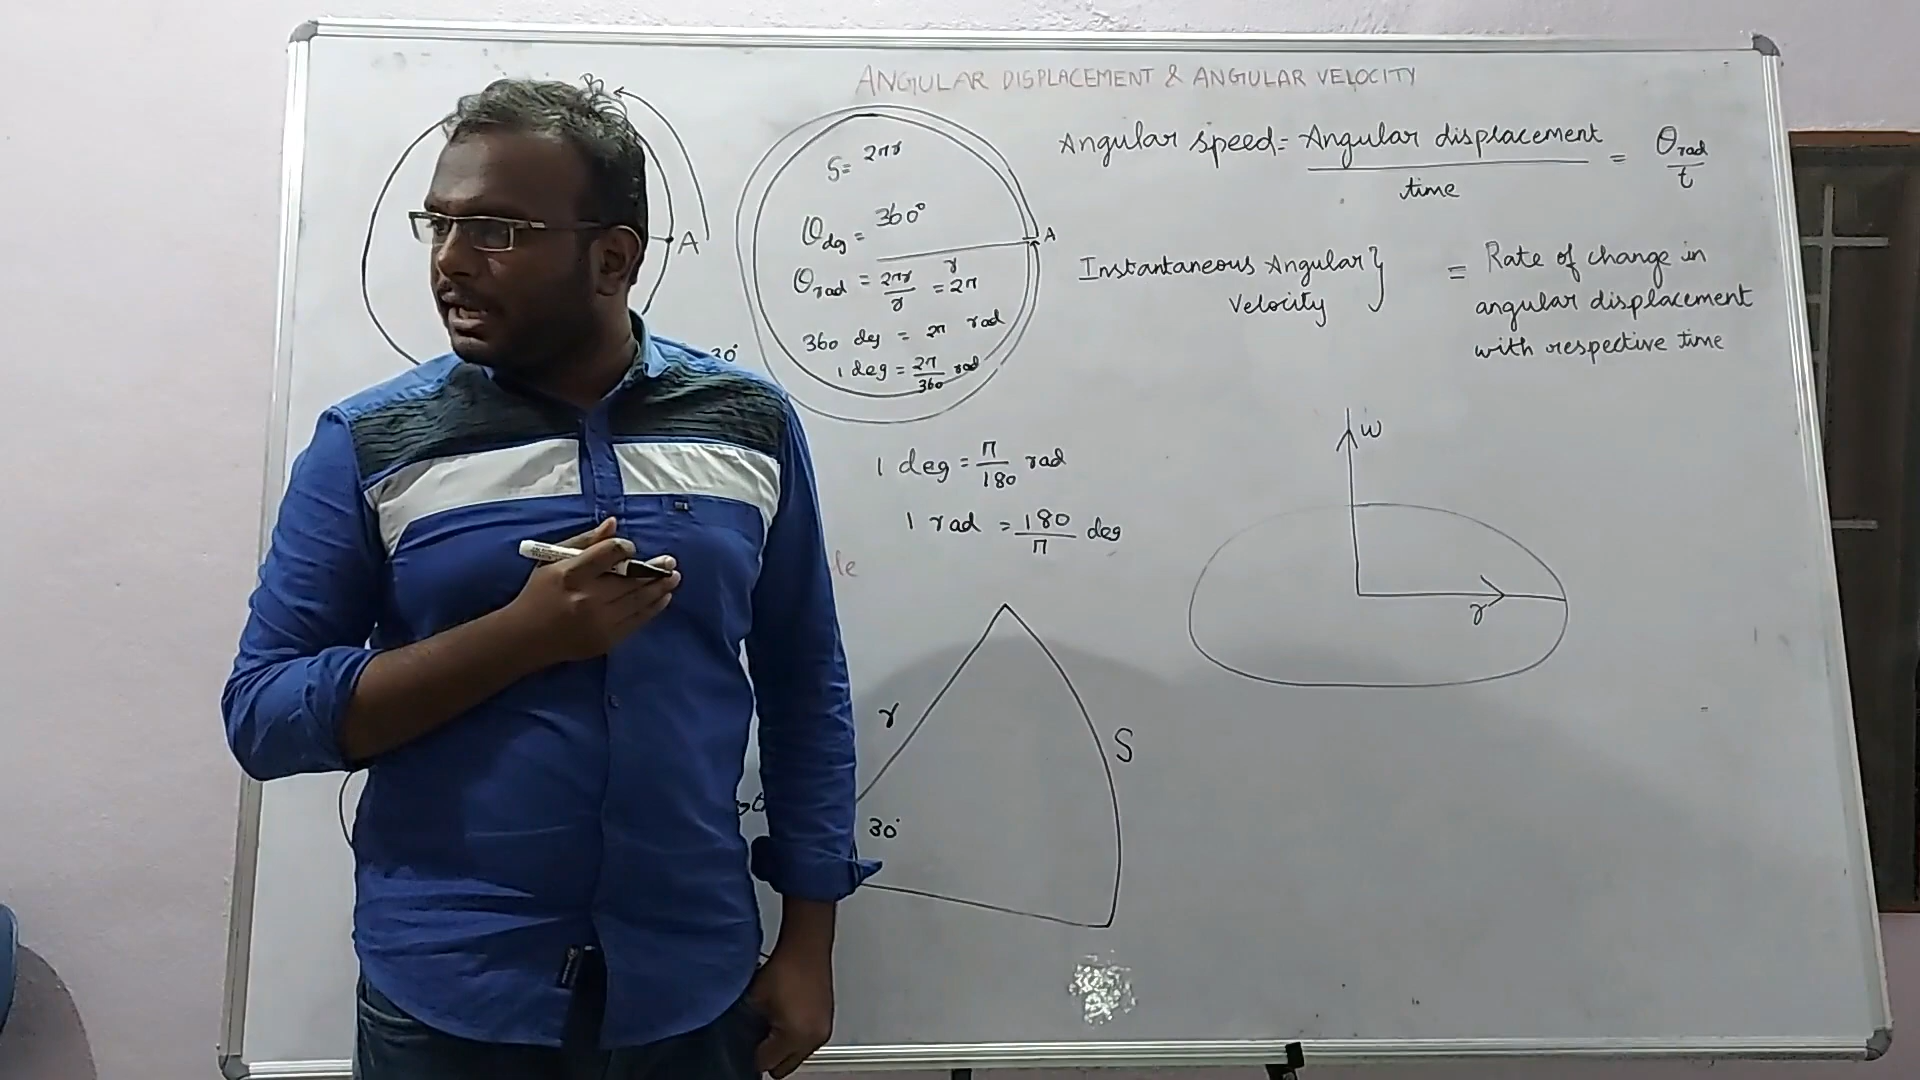 ANGULAR DISPLACEMENT & ANGULAR VELOCITY
B
A
30°
S = 2πr
θdeg = 360°
r
A
θrad = 2πr/r = 2π
360 deg = 2π rad
1 deg = 2π/360 rad
1 deg = π/180 rad
1 rad = 180/π deg
r
S
30°
Angular speed = Angular displacement/time = θrad/t
Instantaneous Angular Velocity } = Rate of change in
angular displacement
with respective time
ω
r